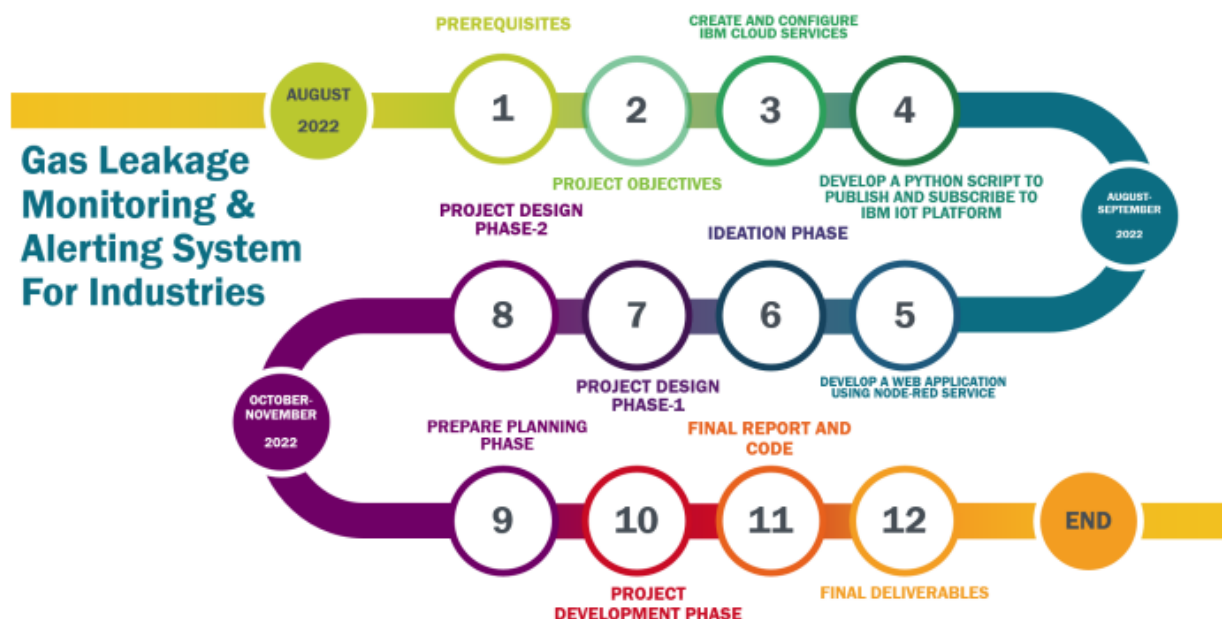 PREREQUISITES
CREATE AND CONFIGURE
IBM CLOUD SERVICES
AUGUST
2022
1
2
3
4
PROJECT OBJECTIVES
DEVELOP A PYTHON SCRIPT TO
PUBLISH AND SUBSCRIBE TO
IBM IOT PLATFORM
Gas Leakage
Monitoring &
Alerting System
For Industries
AUGUST-
SEPTEMBER
2022
PROJECT DESIGN
PHASE-2
IDEATION PHASE
8
7
6
5
PROJECT DESIGN
PHASE-1
DEVELOP A WEB APPLICATION
USING NODE-RED SERVICE
OCTOBER-
NOVEMBER
2022
PREPARE PLANNING
PHASE
FINAL REPORT AND
CODE
9
10
11
12
END
PROJECT
DEVELOPMENT PHASE
FINAL DELIVERABLES